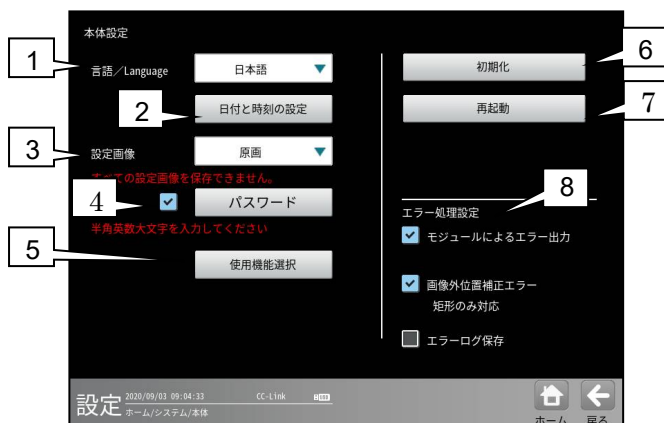 本体設定
1
言語／Language
日本語
2
日付と時刻の設定
3
設定画像
原画
すべての設定画像を保存できません。
4
パスワード
半角英数大文字を入力してください
5
使用機能選択
6
初期化
7
再起動
8
エラー処理設定
モジュールによるエラー出力
画像外位置補正エラー
矩形のみ対応
エラーログ保存
設定
2020/09/03 09:04:33
CC-Link
ホーム/システム/本体
ホーム
戻る